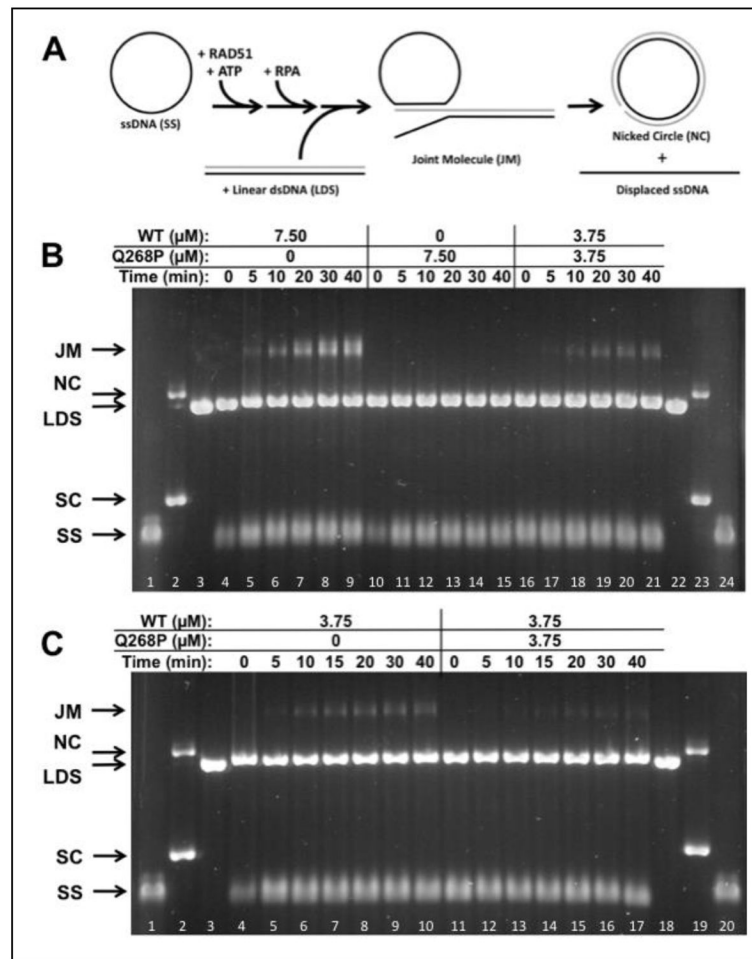 A
+ RAD51
+ ATP
+ RPA
ssDNA (SS)
+ Linear dsDNA (LDS)
Joint Molecule (JM)
Nicked Circle (NC)
+
Displaced ssDNA
B
WT (µM): 7.50 0 3.75
Q268P (µM): 0 7.50 3.75
Time (min): 0 5 10 20 30 40 0 5 10 20 30 40 0 5 10 20 30 40
JM
NC
LDS
SC
SS
1 2 3 4 5 6 7 8 9 10 11 12 13 14 15 16 17 18 19 20 21 22 23 24
C
WT (µM): 3.75 3.75
Q268P (µM): 0 3.75
Time (min): 0 5 10 15 20 30 40 0 5 10 15 20 30 40
JM
NC
LDS
SC
SS
1 2 3 4 5 6 7 8 9 10 11 12 13 14 15 16 17 18 19 20